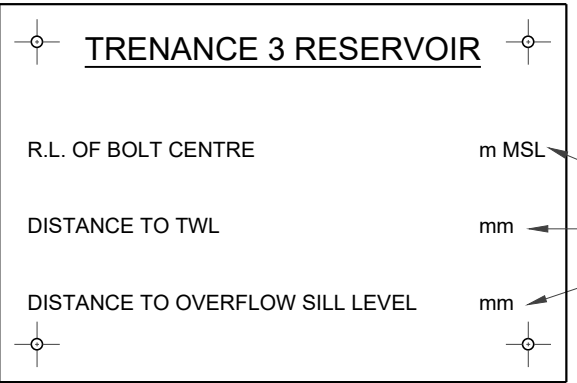 TRENANCE 3 RESERVOIR
R.L. OF BOLT CENTRE m MSL
DISTANCE TO TWL mm
DISTANCE TO OVERFLOW SILL LEVEL mm